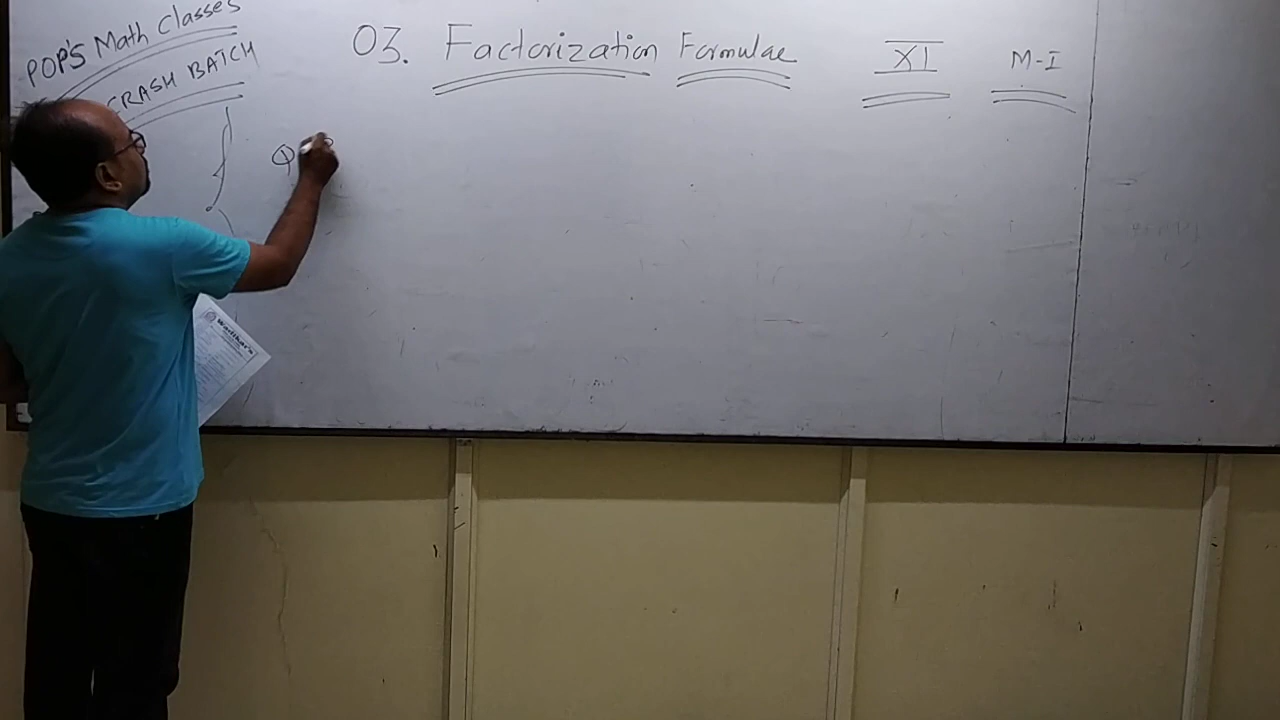 POP'S Math Classes
CRASH BATCH
03. Factorization Formulae XI M-I
Q